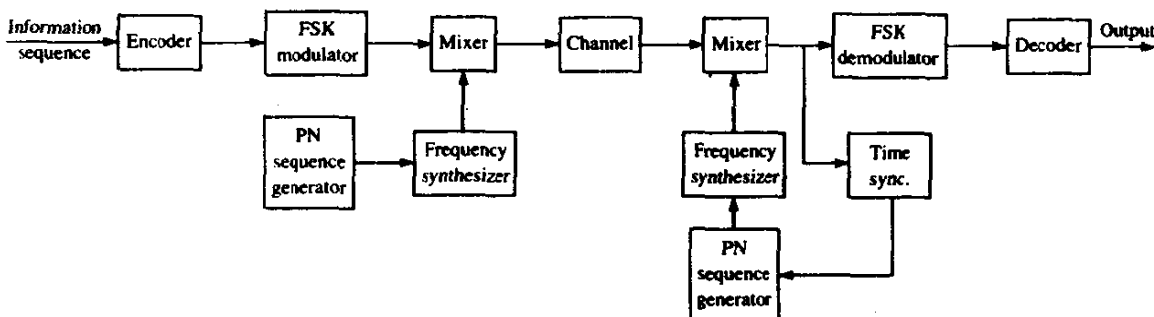 Information
sequence
Encoder
FSK
modulator
Mixer
Channel
Mixer
FSK
demodulator
Decoder
Output
PN
sequence
generator
Frequency
synthesizer
Frequency
synthesizer
Time
sync.
PN
sequence
generator